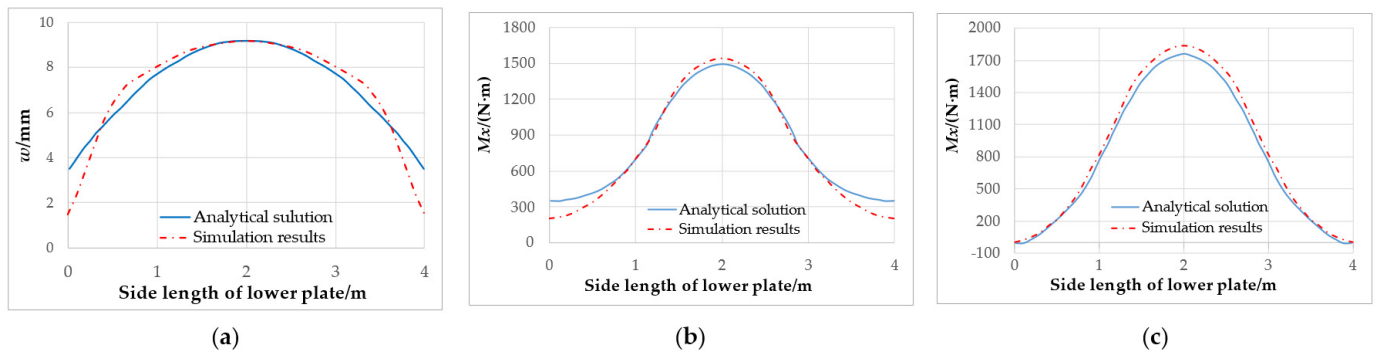 10
8
6
4
2
0
w/mm
Analytical sulution
Simulation results
0 1 2 3 4
Side length of lower plate/m
(a)
1800
1500
1200
900
600
300
0
Mx/(N·m)
Analytical solution
Simulation results
0 1 2 3 4
Side length of lower plate/m
(b)
2000
1700
1400
1100
800
500
200
-100
Mx/(N·m)
Analytical solution
Simulation results
0 1 2 3 4
Side length of lower plate/m
(c)